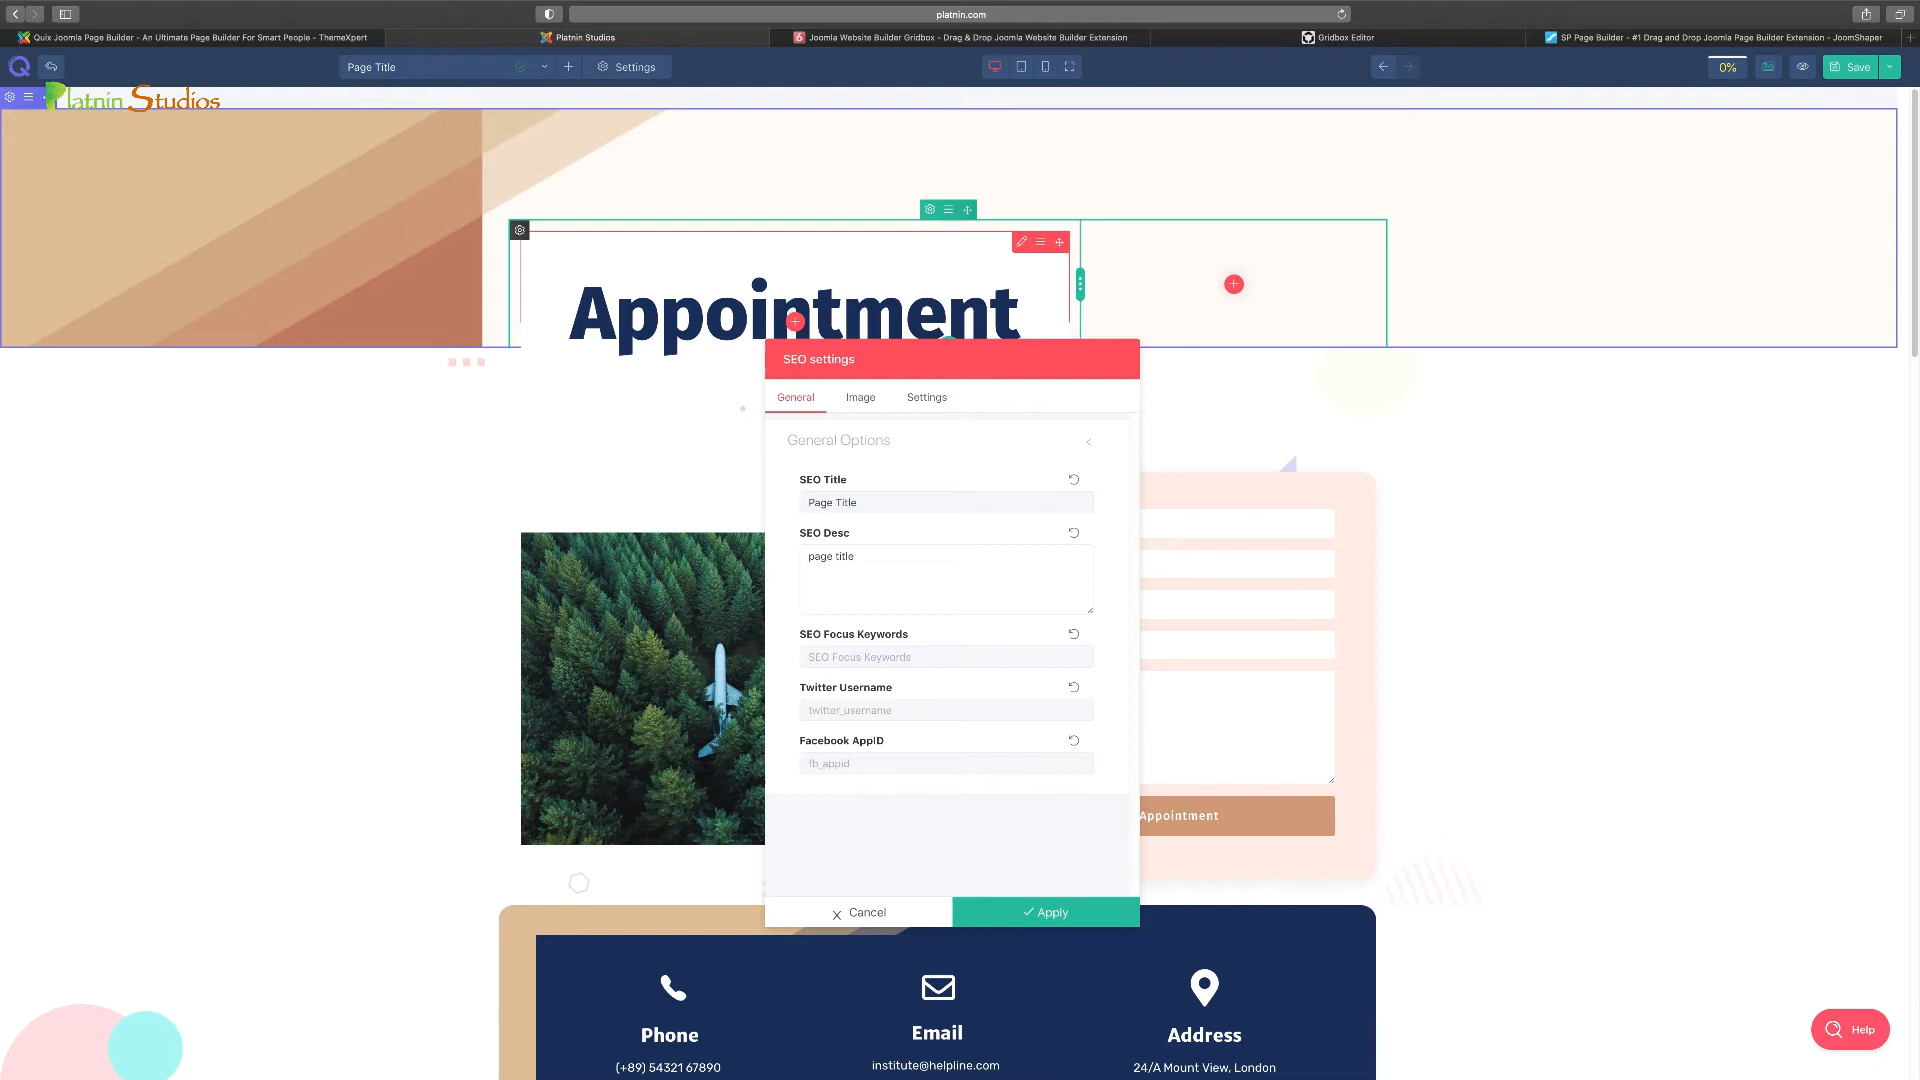 platnin.com
Quix Joomla Page Builder - An Ultimate Page Builder For Smart People - ThemeXpert
Platnin Studios
Joomla Website Builder Gridbox - Drag & Drop Joomla Website Builder Extension
Gridbox Editor
SP Page Builder - #1 Drag and Drop Joomla Page Builder Extension - JoomShaper
Page Title
Settings
0%
Save
Platnin Studios
Appointment
SEO settings
General
Image
Settings
General Options
SEO Title
Page Title
SEO Desc
page title
SEO Focus Keywords
SEO Focus Keywords
Twitter Username
twitter_username
Facebook AppID
fb_appid
Appointment
Cancel
Apply
Phone
Email
Address
(+89) 54321 67890
institute@helpline.com
24/A Mount View, London
Help